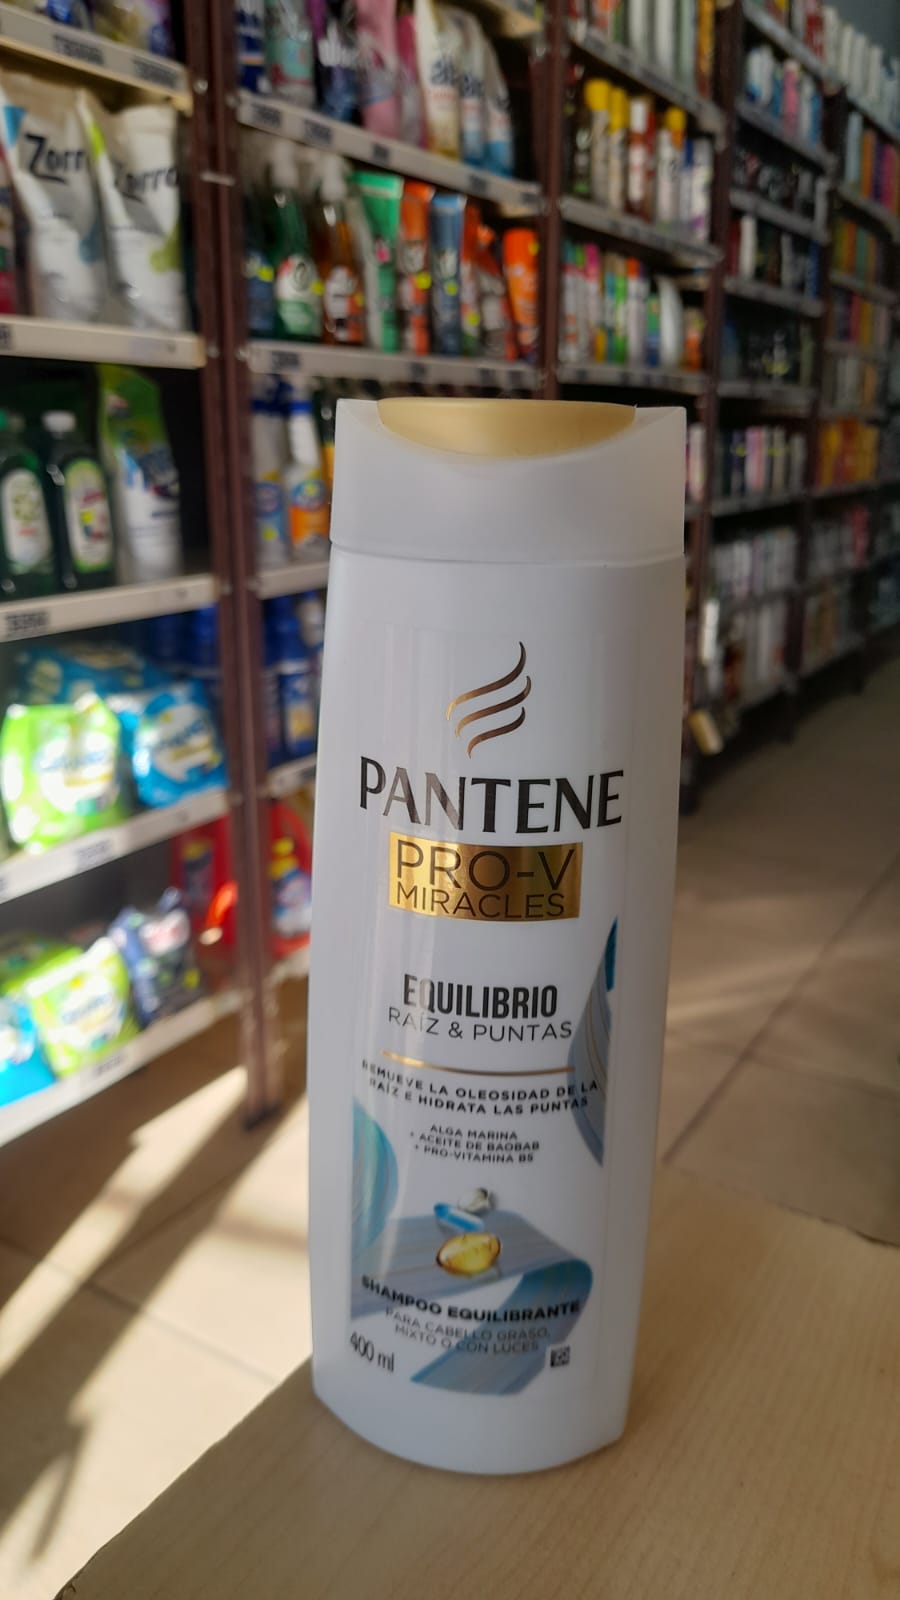 Zorro
PANTENE
PRO-V
MIRACLES
EQUILIBRIO
RAÍZ & PUNTAS
REMUEVE LA OLEOSIDAD DE LA
RAÍZ E HIDRATA LAS PUNTAS
ALGA MARINA
+ ACEITE DE BAOBAB
+ PRO-VITAMINA B5
SHAMPOO EQUILIBRANTE
PARA CABELLO GRASO,
MIXTO O CON LUCES
400 ml